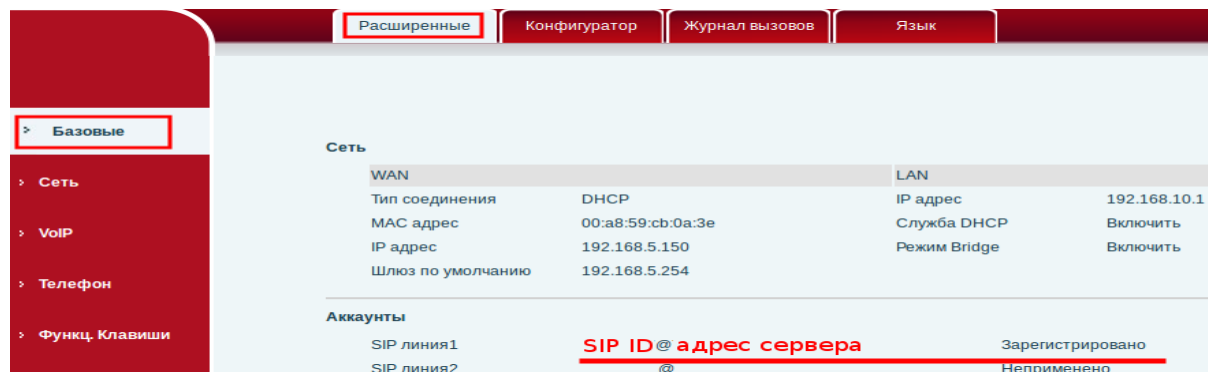 Расширенные Конфигуратор Журнал вызовов Язык
Базовые
Сеть
VoIP
Телефон
Функц. Клавиши
Сеть
WAN LAN
Тип соединения DHCP IP адрес 192.168.10.1
MAC адрес 00:a8:59:cb:0a:3e Служба DHCP Включить
IP адрес 192.168.5.150 Режим Bridge Включить
Шлюз по умолчанию 192.168.5.254
Аккаунты
SIP линия1 SIP ID@адрес сервера Зарегистрировано
SIP линия2 @ Неприменено